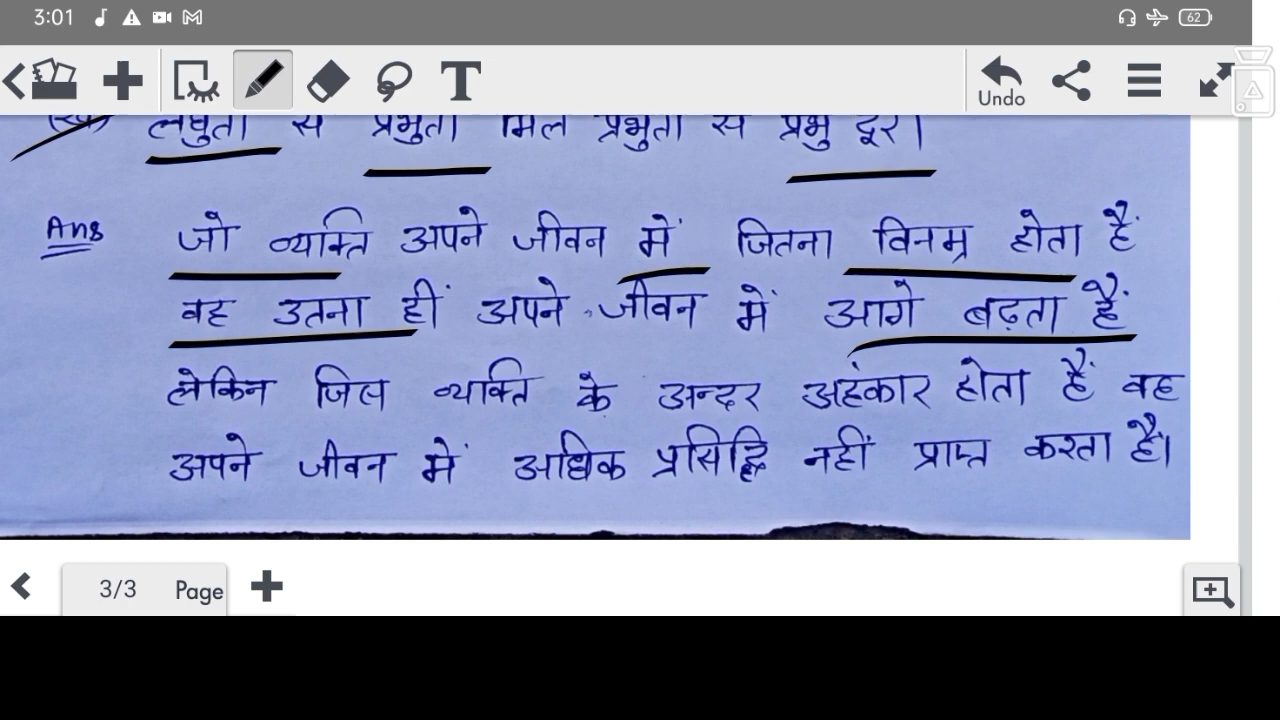 3:01
62
T
Undo
(ख) लघुता से प्रभुता मिले प्रभुता से प्रभु दूर।
Ans जो व्यक्ति अपने जीवन में जितना विनम्र होता हैं
वह उतना हीं अपने जीवन में आगे बढ़ता हैं
लेकिन जिस व्यक्ति के अन्दर अहंकार होता हैं वह
अपने जीवन में अधिक प्रसिद्धि नहीं प्राप्त करता हैं।
3/3 Page